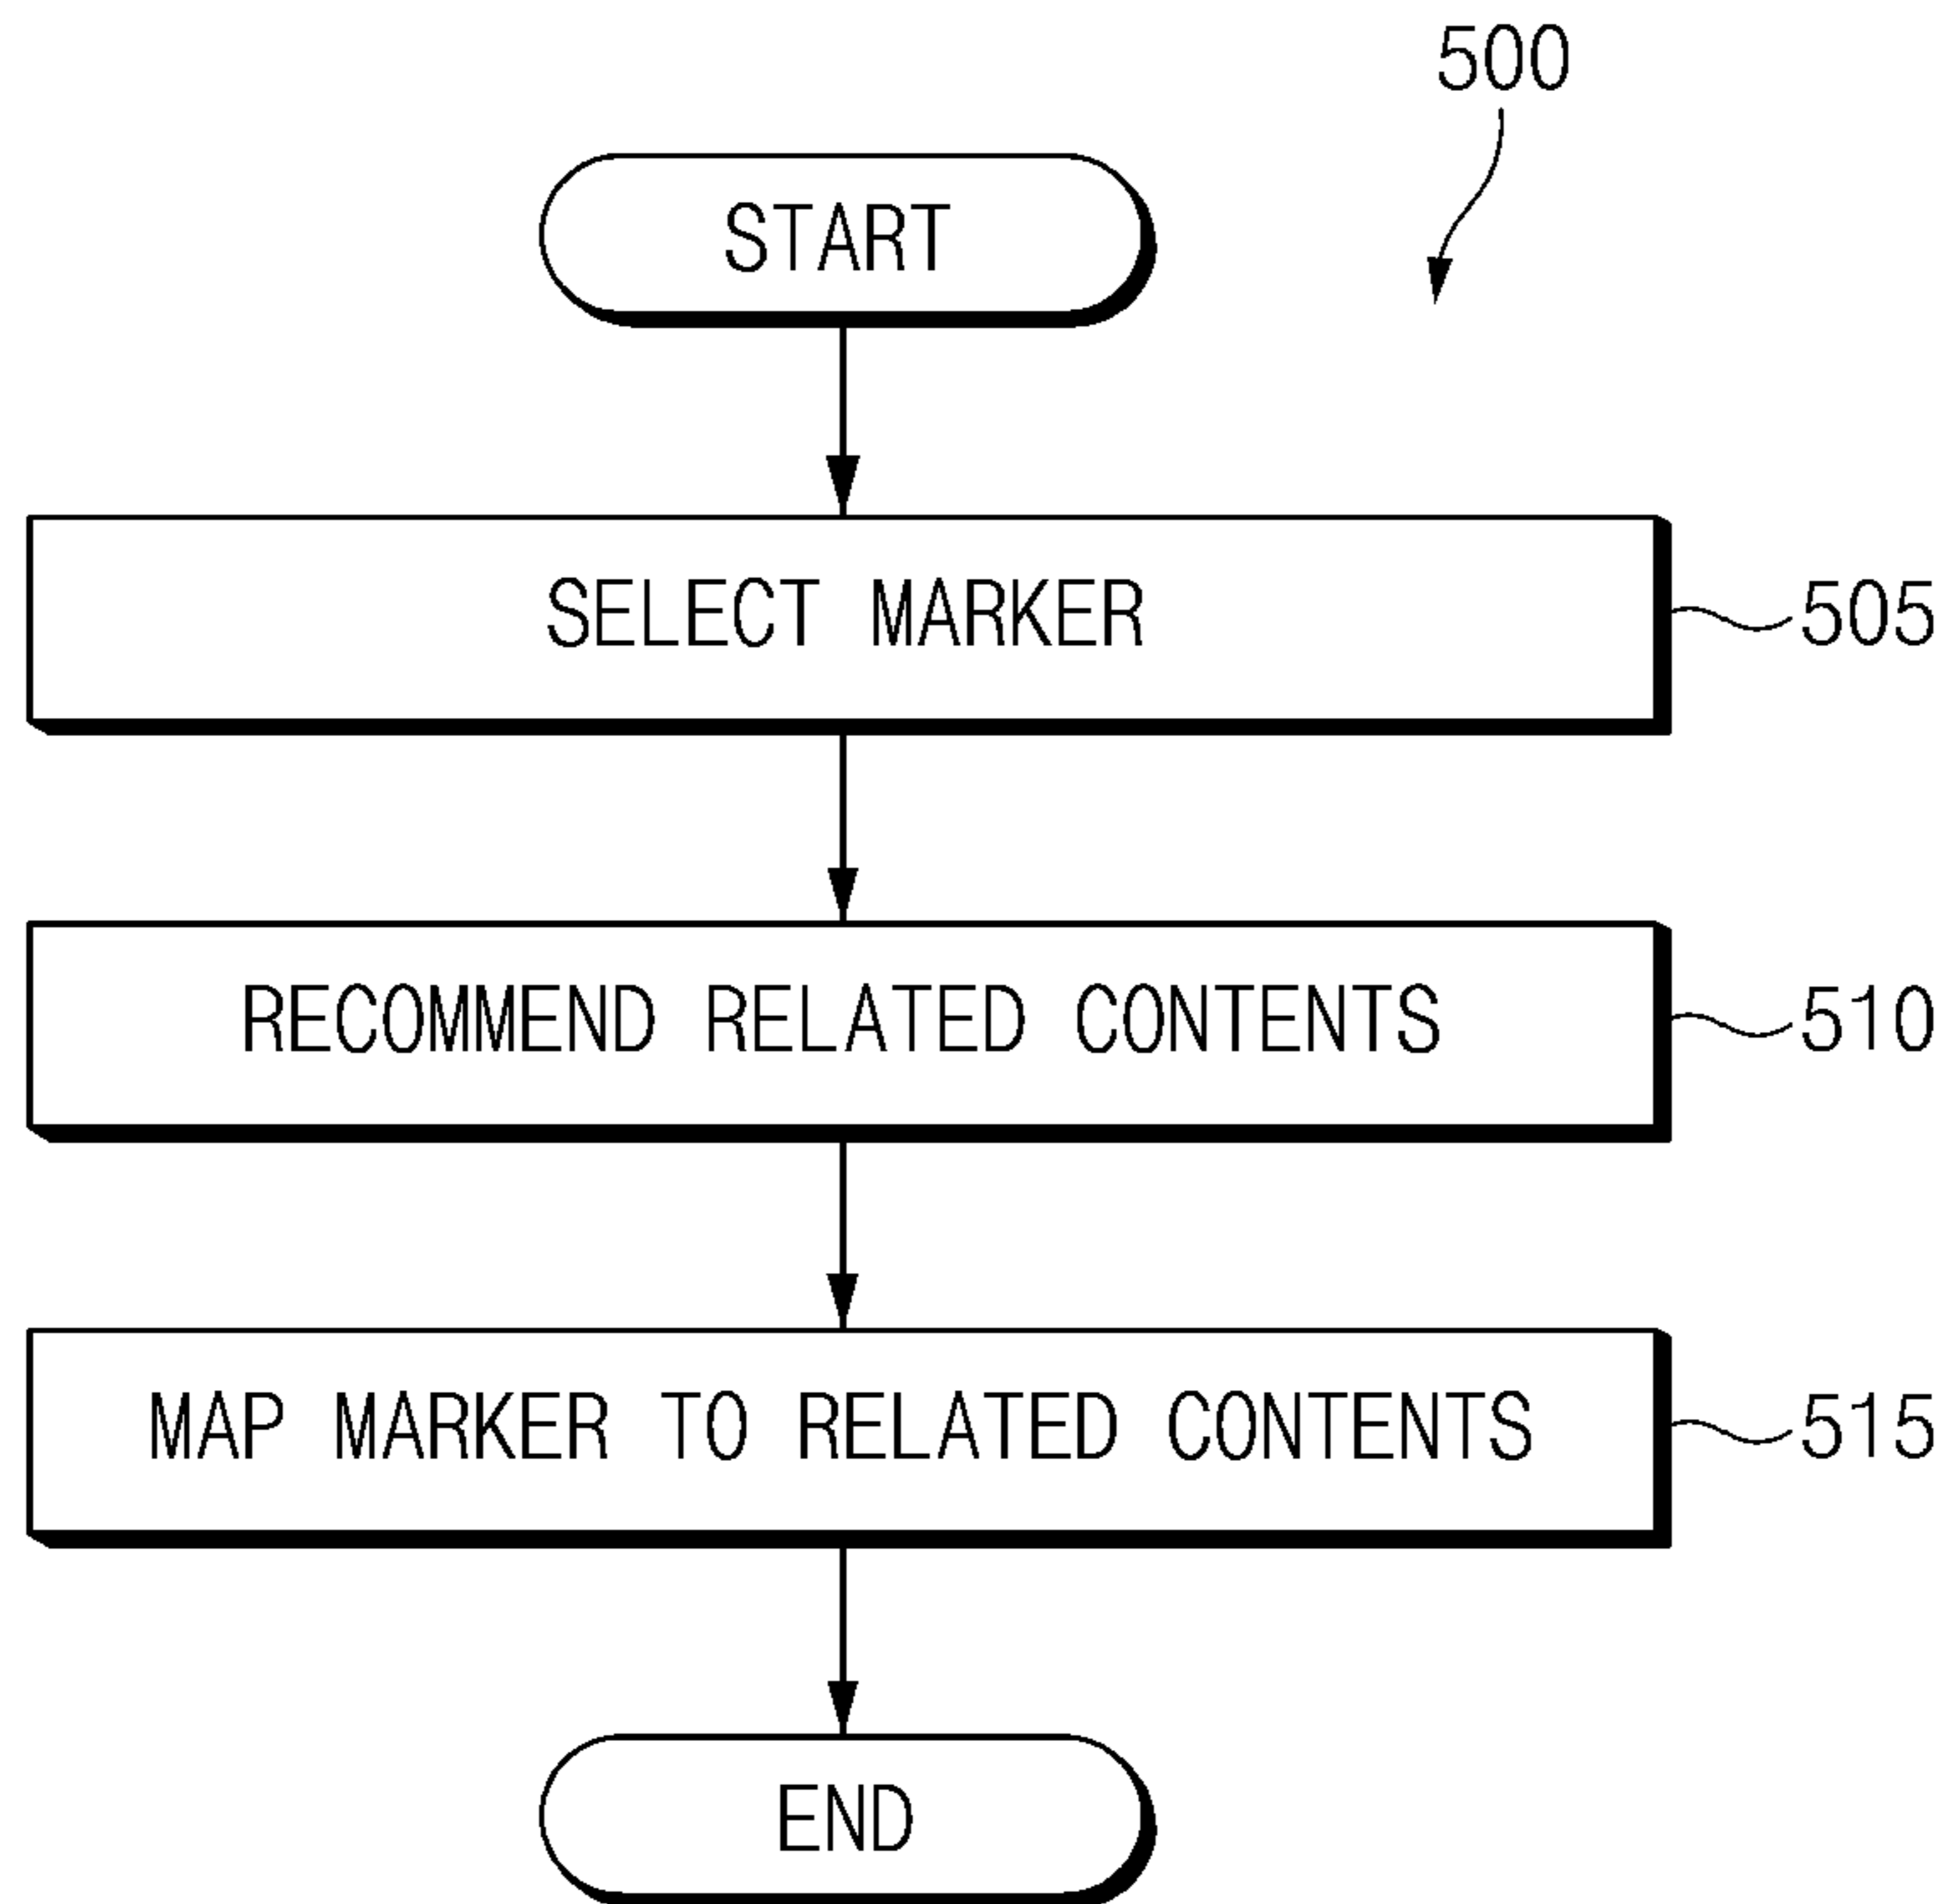 500
START
SELECT MARKER
505
RECOMMEND RELATED CONTENTS
510
MAP MARKER TO RELATED CONTENTS
515
END